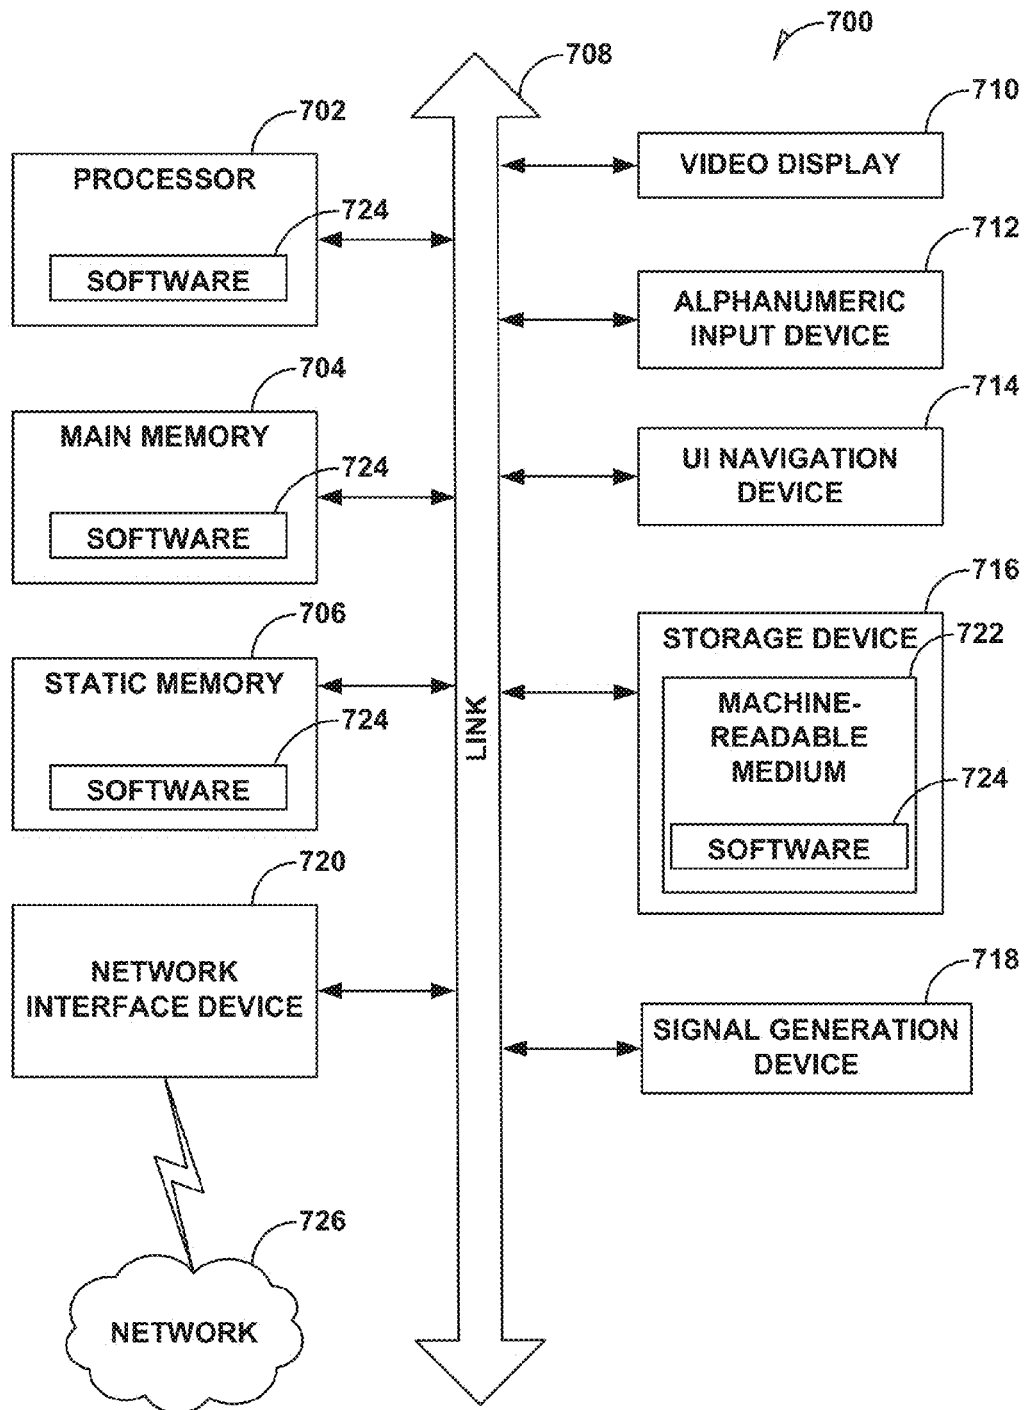 700
708
702
PROCESSOR
724
SOFTWARE
704
MAIN MEMORY
724
SOFTWARE
706
STATIC MEMORY
724
SOFTWARE
720
NETWORK
INTERFACE DEVICE
726
NETWORK
LINK
710
VIDEO DISPLAY
712
ALPHANUMERIC
INPUT DEVICE
714
UI NAVIGATION
DEVICE
716
STORAGE DEVICE
722
MACHINE-
READABLE
MEDIUM
724
SOFTWARE
718
SIGNAL GENERATION
DEVICE